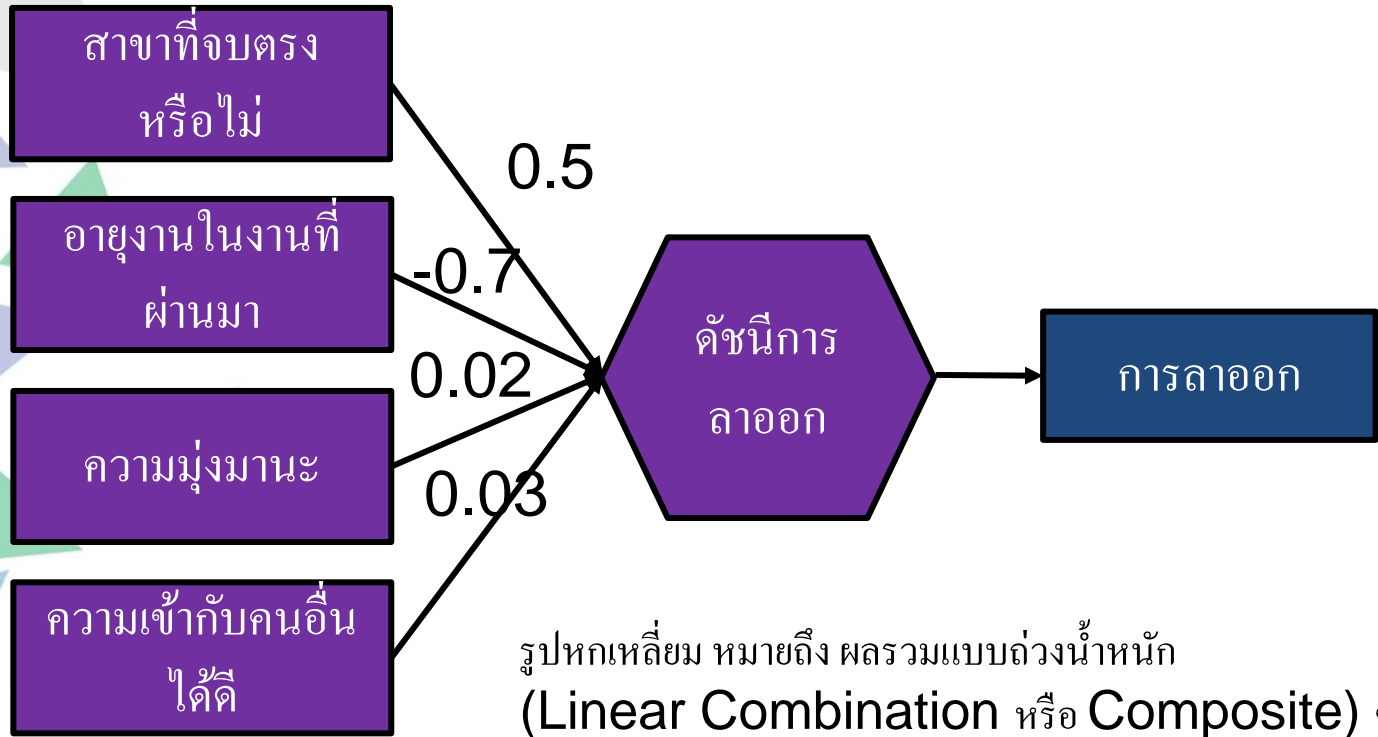 สาขาที่จบตรง
หรือไม่
0.5
อายุงานในงานที่
ผ่านมา
-0.7
ดัชนีการ
ลาออก
การลาออก
0.02
ความมุ่งมานะ
0.03
ความเข้ากับคนอื่น
ได้ดี
รูปหกเหลี่ยม หมายถึง ผลรวมแบบถ่วงน้ำหนัก
(Linear Combination หรือ Composite)